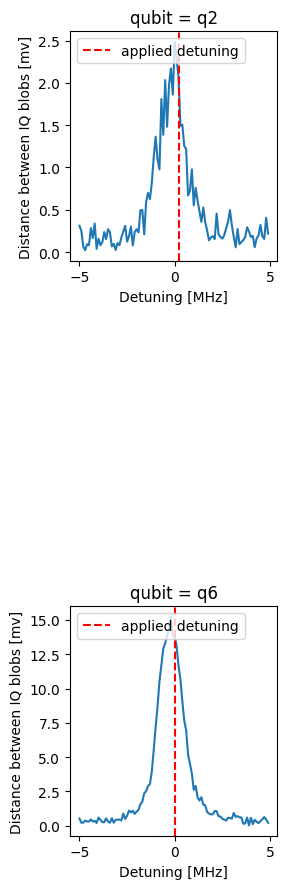 qubit = q2
2.5
2.0
1.5
1.0
0.5
0.0
Distance between IQ blobs [mv]
applied detuning
−5 0 5
Detuning [MHz]
qubit = q6
15.0
12.5
10.0
7.5
5.0
2.5
0.0
Distance between IQ blobs [mv]
applied detuning
−5 0 5
Detuning [MHz]